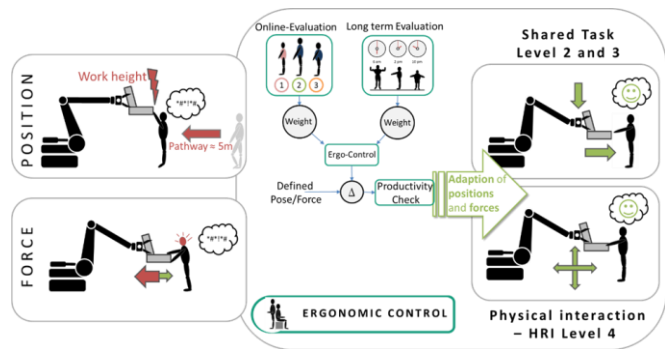 POSITION
Work height
*#*!*#
Pathway ≈ 5m
FORCE
*#*!*#
Online-Evaluation
1
2
3
Long term Evaluation
Weight
Weight
Ergo-Control
Defined
Pose/Force
Δ
Productivity
Check
Adaption of
positions
and forces
ERGONOMIC CONTROL
Shared Task
Level 2 and 3
Physical interaction
– HRI Level 4